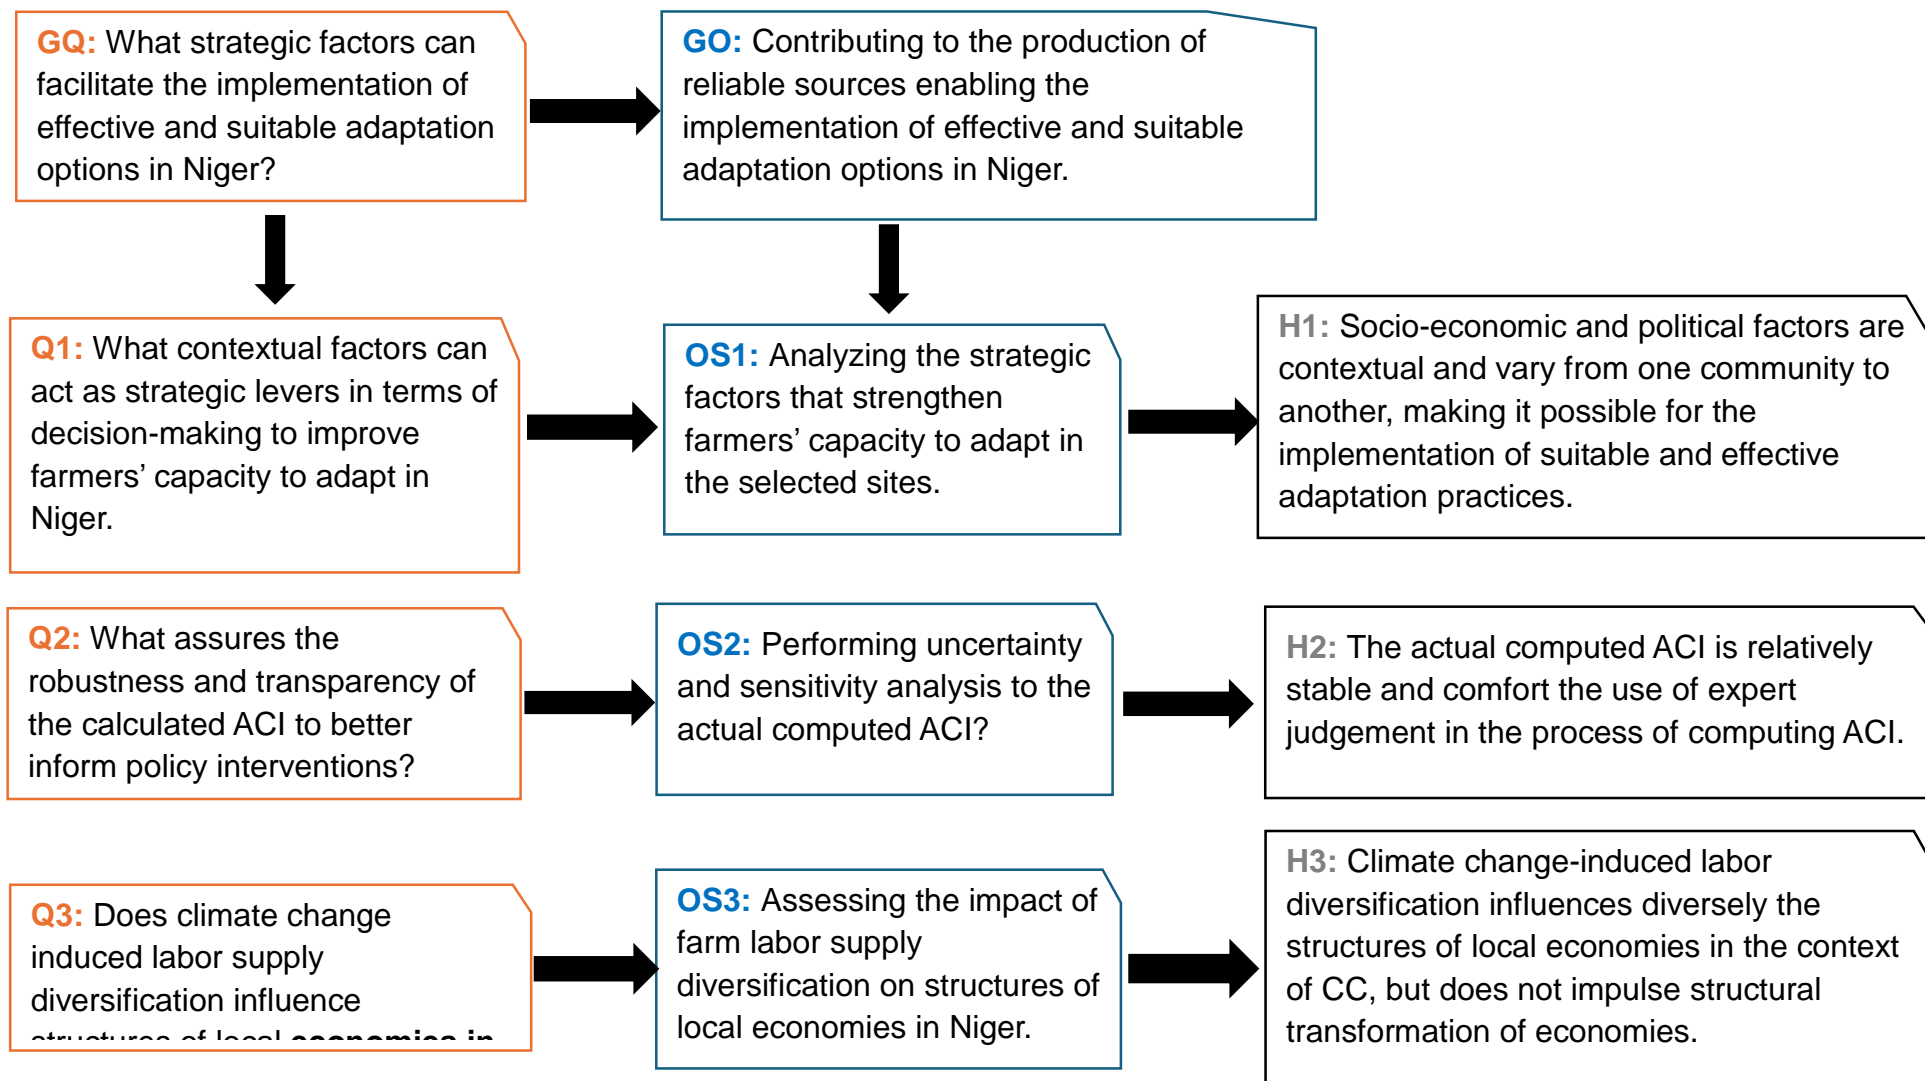 GQ: What strategic factors can
facilitate the implementation of
effective and suitable adaptation
options in Niger?
GO: Contributing to the production of
reliable sources enabling the
implementation of effective and suitable
adaptation options in Niger.
Q1: What contextual factors can
act as strategic levers in terms of
decision-making to improve
farmers’ capacity to adapt in
Niger.
OS1: Analyzing the strategic
factors that strengthen
farmers’ capacity to adapt in
the selected sites.
H1: Socio-economic and political factors are
contextual and vary from one community to
another, making it possible for the
implementation of suitable and effective
adaptation practices.
Q2: What assures the
robustness and transparency of
the calculated ACI to better
inform policy interventions?
OS2: Performing uncertainty
and sensitivity analysis to the
actual computed ACI?
H2: The actual computed ACI is relatively
stable and comfort the use of expert
judgement in the process of computing ACI.
Q3: Does climate change
induced labor supply
diversification influence
structures of local economies in
OS3: Assessing the impact of
farm labor supply
diversification on structures of
local economies in Niger.
H3: Climate change-induced labor
diversification influences diversely the
structures of local economies in the context
of CC, but does not impulse structural
transformation of economies.